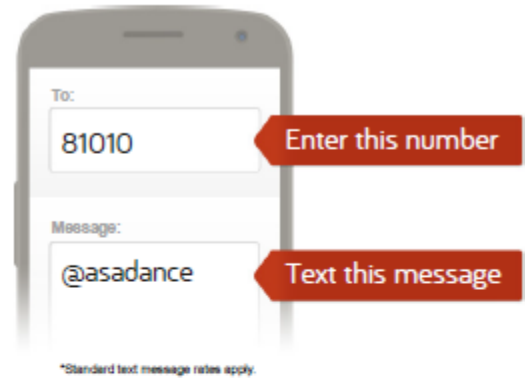 To:
81010
Enter this number
Message:
@asadance
Text this message
*Standard text message rates apply.